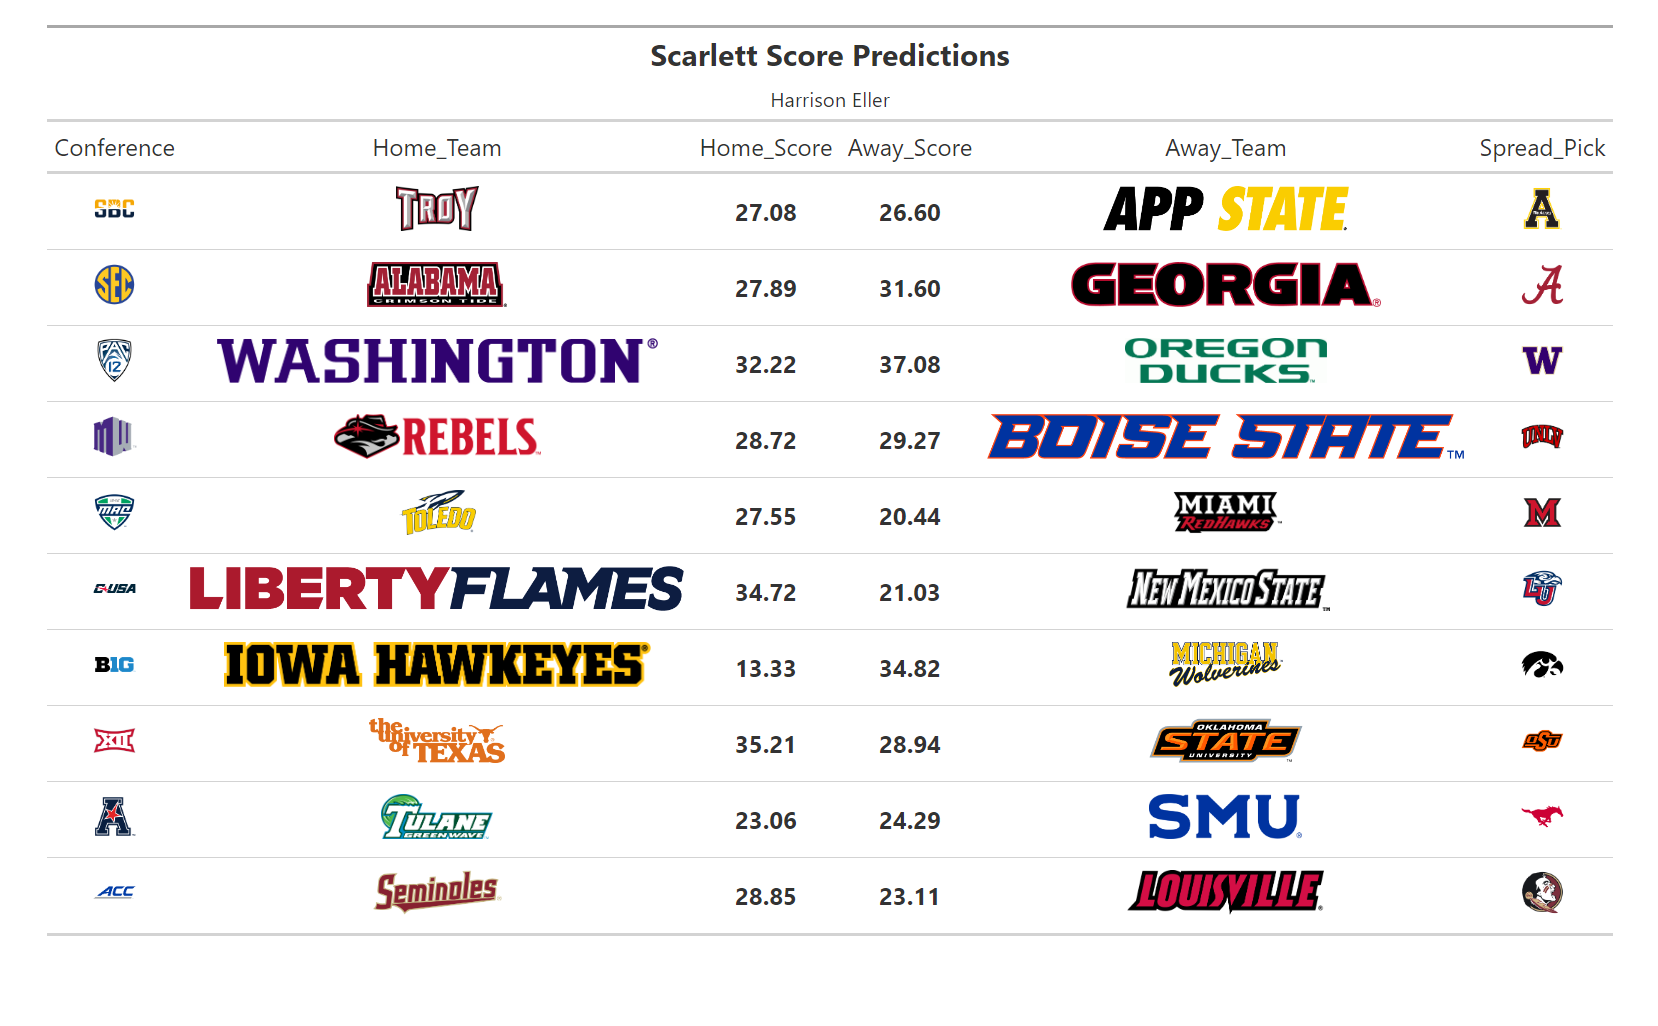 Scarlett Score Predictions
Harrison Eller
Conference Home_Team Home_Score Away_Score Away_Team Spread_Pick
SBC TROY 27.08 26.60 APP STATE A
SEC ALABAMA CRIMSON TIDE 27.89 31.60 GEORGIA A
PAC 12 WASHINGTON 32.22 37.08 OREGON DUCKS W
MW REBELS 28.72 29.27 BOISE STATE UNLV
MAC TOLEDO 27.55 20.44 MIAMI REDHAWKS M
C-USA LIBERTY FLAMES 34.72 21.03 NEW MEXICO STATE LU
B1G IOWA HAWKEYES 13.33 34.82 MICHIGAN Wolverines
XII the university of TEXAS 35.21 28.94 OKLAHOMA STATE UNIVERSITY OSU
A TULANE GREEN WAVE 23.06 24.29 SMU
ACC Seminoles 28.85 23.11 LOUISVILLE